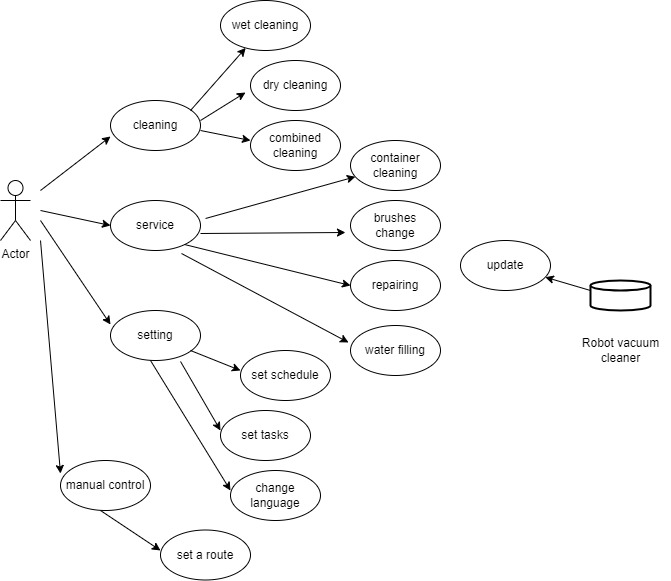 wet cleaning
dry cleaning
cleaning
combined
cleaning
container
cleaning
service
brushes
change
Actor
update
repairing
setting
Robot vacuum
cleaner
water filling
set schedule
set tasks
manual control
change
language
set a route